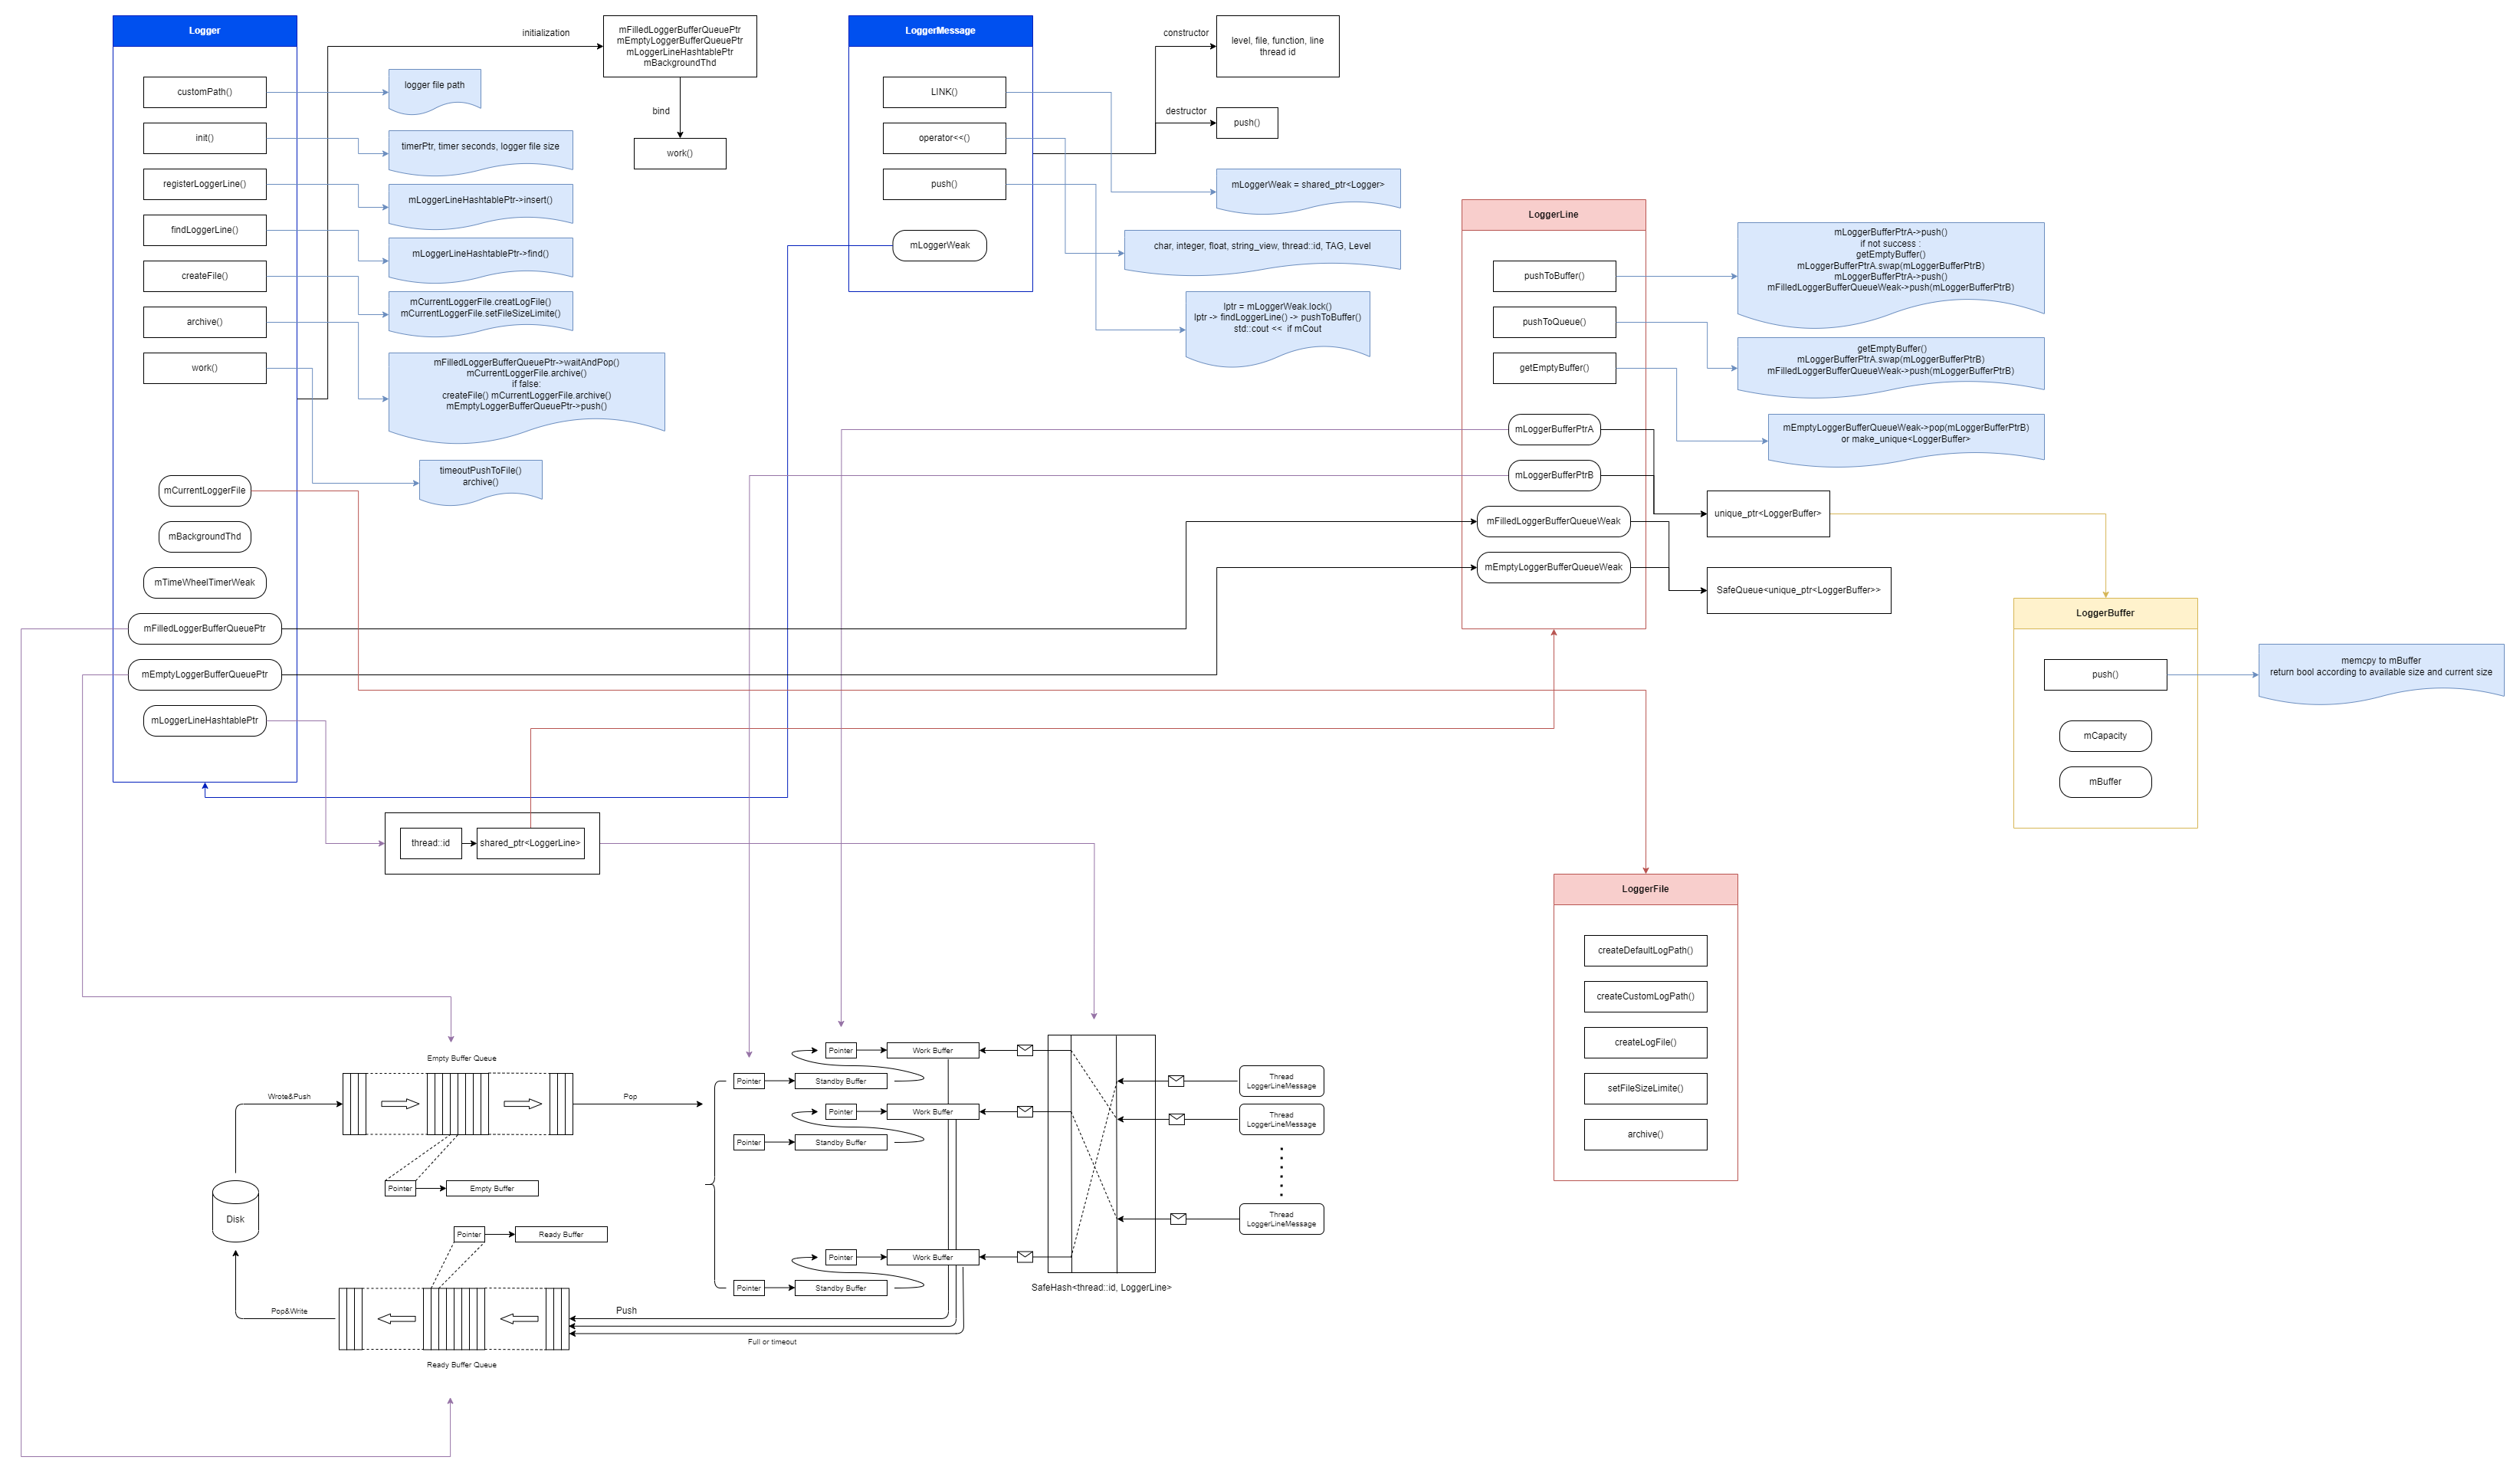 Logger
customPath()
init()
registerLoggerLine()
findLoggerLine()
createFile()
archive()
work()
mCurrentLoggerFile
mBackgroundThd
mTimeWheelTimerWeak
mFilledLoggerBufferQueuePtr
mEmptyLoggerBufferQueuePtr
mLoggerLineHashtablePtr
initialization
mFilledLoggerBufferQueuePtr
mEmptyLoggerBufferQueuePtr
mLoggerLineHashtablePtr
mBackgroundThd
bind
work()
logger file path
timerPtr, timer seconds, logger file size
mLoggerLineHashtablePtr->insert()
mLoggerLineHashtablePtr->find()
mCurrentLoggerFile.creatLogFile()
mCurrentLoggerFile.setFileSizeLimite()
mFilledLoggerBufferQueuePtr->waitAndPop()
mCurrentLoggerFile.archive()
if false:
createFile() mCurrentLoggerFile.archive()
mEmptyLoggerBufferQueuePtr->push()
timeoutPushToFile()
archive()
LoggerMessage
LINK()
operator<<()
push()
mLoggerWeak
constructor
level, file, function, line
thread id
destructor
push()
mLoggerWeak = shared_ptr<Logger>
char, integer, float, string_view, thread::id, TAG, Level
lptr = mLoggerWeak.lock()
lptr -> findLoggerLine() -> pushToBuffer()
std::cout << if mCout
LoggerLine
pushToBuffer()
pushToQueue()
getEmptyBuffer()
mLoggerBufferPtrA
mLoggerBufferPtrB
mFilledLoggerBufferQueueWeak
mEmptyLoggerBufferQueueWeak
mLoggerBufferPtrA->push()
if not success :
getEmptyBuffer()
mLoggerBufferPtrA.swap(mLoggerBufferPtrB)
mLoggerBufferPtrA->push()
mFilledLoggerBufferQueueWeak->push(mLoggerBufferPtrB)
getEmptyBuffer()
mLoggerBufferPtrA.swap(mLoggerBufferPtrB)
mFilledLoggerBufferQueueWeak->push(mLoggerBufferPtrB)
mEmptyLoggerBufferQueueWeak->pop(mLoggerBufferPtrB)
or make_unique<LoggerBuffer>
unique_ptr<LoggerBuffer>
SafeQueue<unique_ptr<LoggerBuffer>>
LoggerBuffer
push()
mCapacity
mBuffer
memcpy to mBuffer
return bool according to available size and current size
thread::id
shared_ptr<LoggerLine>
LoggerFile
createDefaultLogPath()
createCustomLogPath()
createLogFile()
setFileSizeLimite()
archive()
Empty Buffer Queue
Wrote&Push
Pop
Pointer
Empty Buffer
Disk
Pointer
Ready Buffer
Pop&Write
Push
Full or timeout
Ready Buffer Queue
Pointer
Work Buffer
Pointer
Standby Buffer
Pointer
Work Buffer
Pointer
Standby Buffer
Pointer
Work Buffer
Pointer
Standby Buffer
SafeHash<thread::id, LoggerLine>
Thread
LoggerLineMessage
Thread
LoggerLineMessage
Thread
LoggerLineMessage